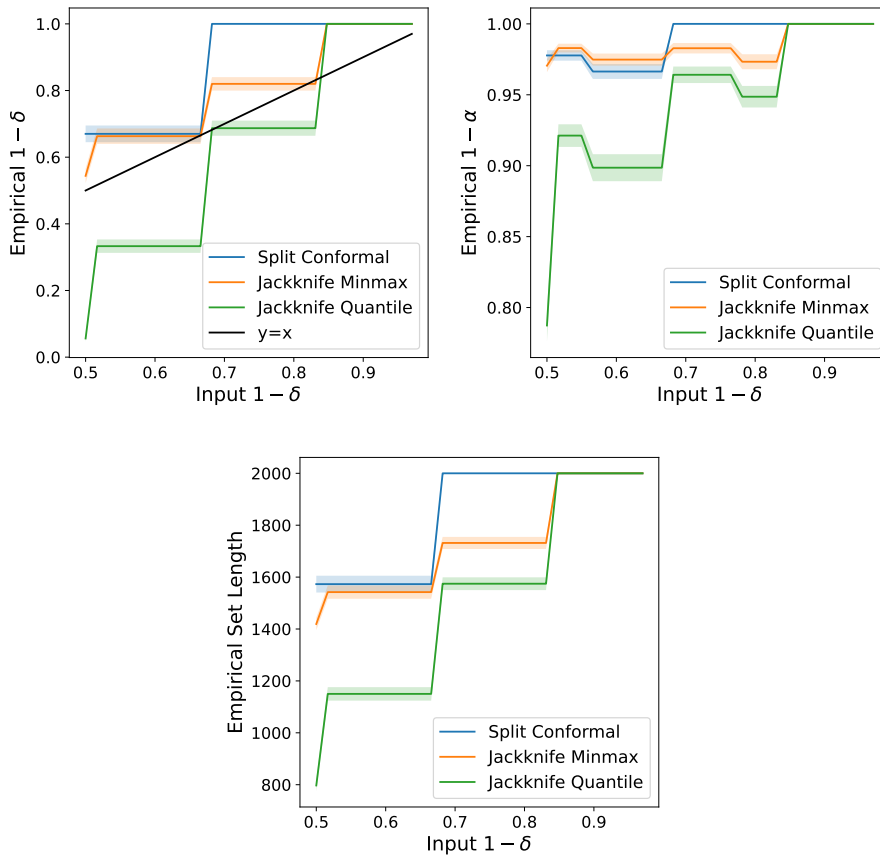 Empirical 1 − δ
1.0
0.8
0.6
0.4
0.2
0.0
0.5 0.6 0.7 0.8 0.9
Input 1 − δ
Split Conformal
Jackknife Minmax
Jackknife Quantile
y=x
Empirical 1 − α
1.00
0.95
0.90
0.85
0.80
0.5 0.6 0.7 0.8 0.9
Input 1 − δ
Split Conformal
Jackknife Minmax
Jackknife Quantile
Empirical Set Length
2000
1800
1600
1400
1200
1000
800
0.5 0.6 0.7 0.8 0.9
Input 1 − δ
Split Conformal
Jackknife Minmax
Jackknife Quantile